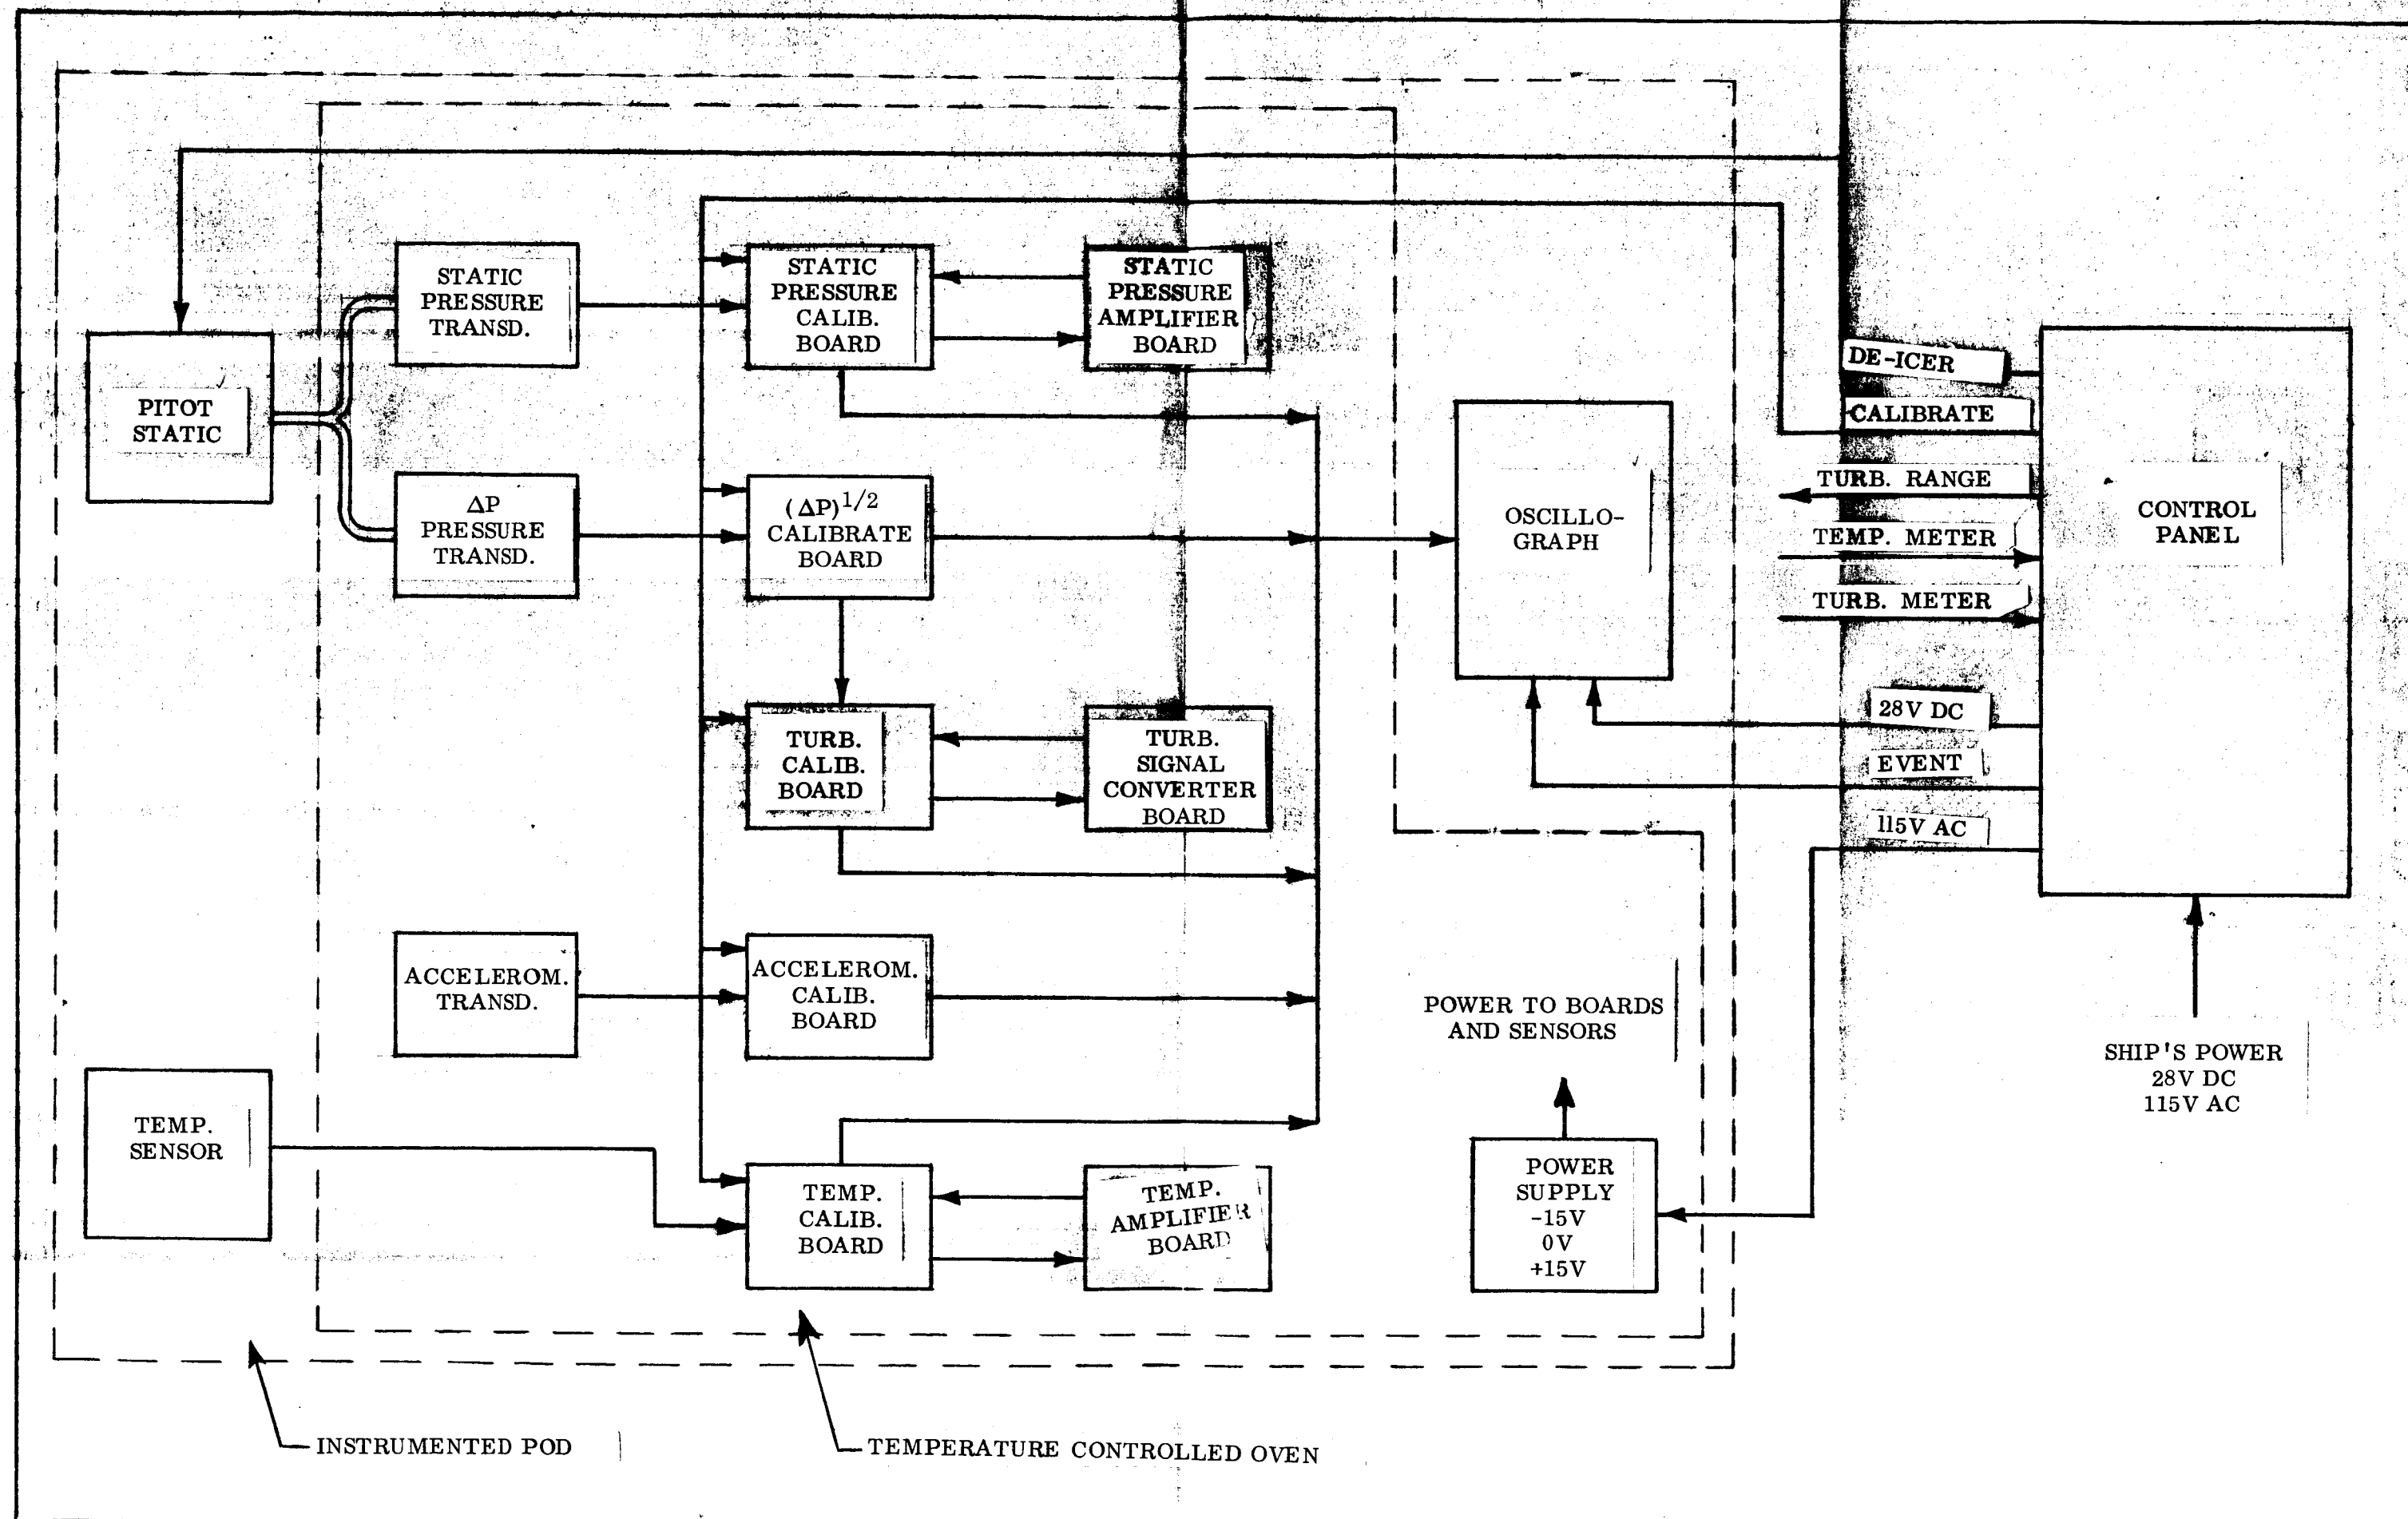 STATIC
PRESSURE
TRANSD.
STATIC
PRESSURE
CALIB.
BOARD
STATIC
PRESSURE
AMPLIFIER
BOARD
PITOT
STATIC
DE-ICER
CALIBRATE
TURB. RANGE
TEMP. METER
TURB. METER
28V DC
EVENT
115V AC
CONTROL
PANEL
ΔP
PRESSURE
TRANSD.
(ΔP)1/2
CALIBRATE
BOARD
OSCILLO-
GRAPH
TURB.
CALIB.
BOARD
TURB.
SIGNAL
CONVERTER
BOARD
ACCELEROM.
TRANSD.
ACCELEROM.
CALIB.
BOARD
POWER TO BOARDS
AND SENSORS
SHIP'S POWER
28V DC
115V AC
TEMP.
SENSOR
TEMP.
CALIB.
BOARD
TEMP.
AMPLIFIER
BOARD
POWER
SUPPLY
-15V
0V
+15V
INSTRUMENTED POD
TEMPERATURE CONTROLLED OVEN